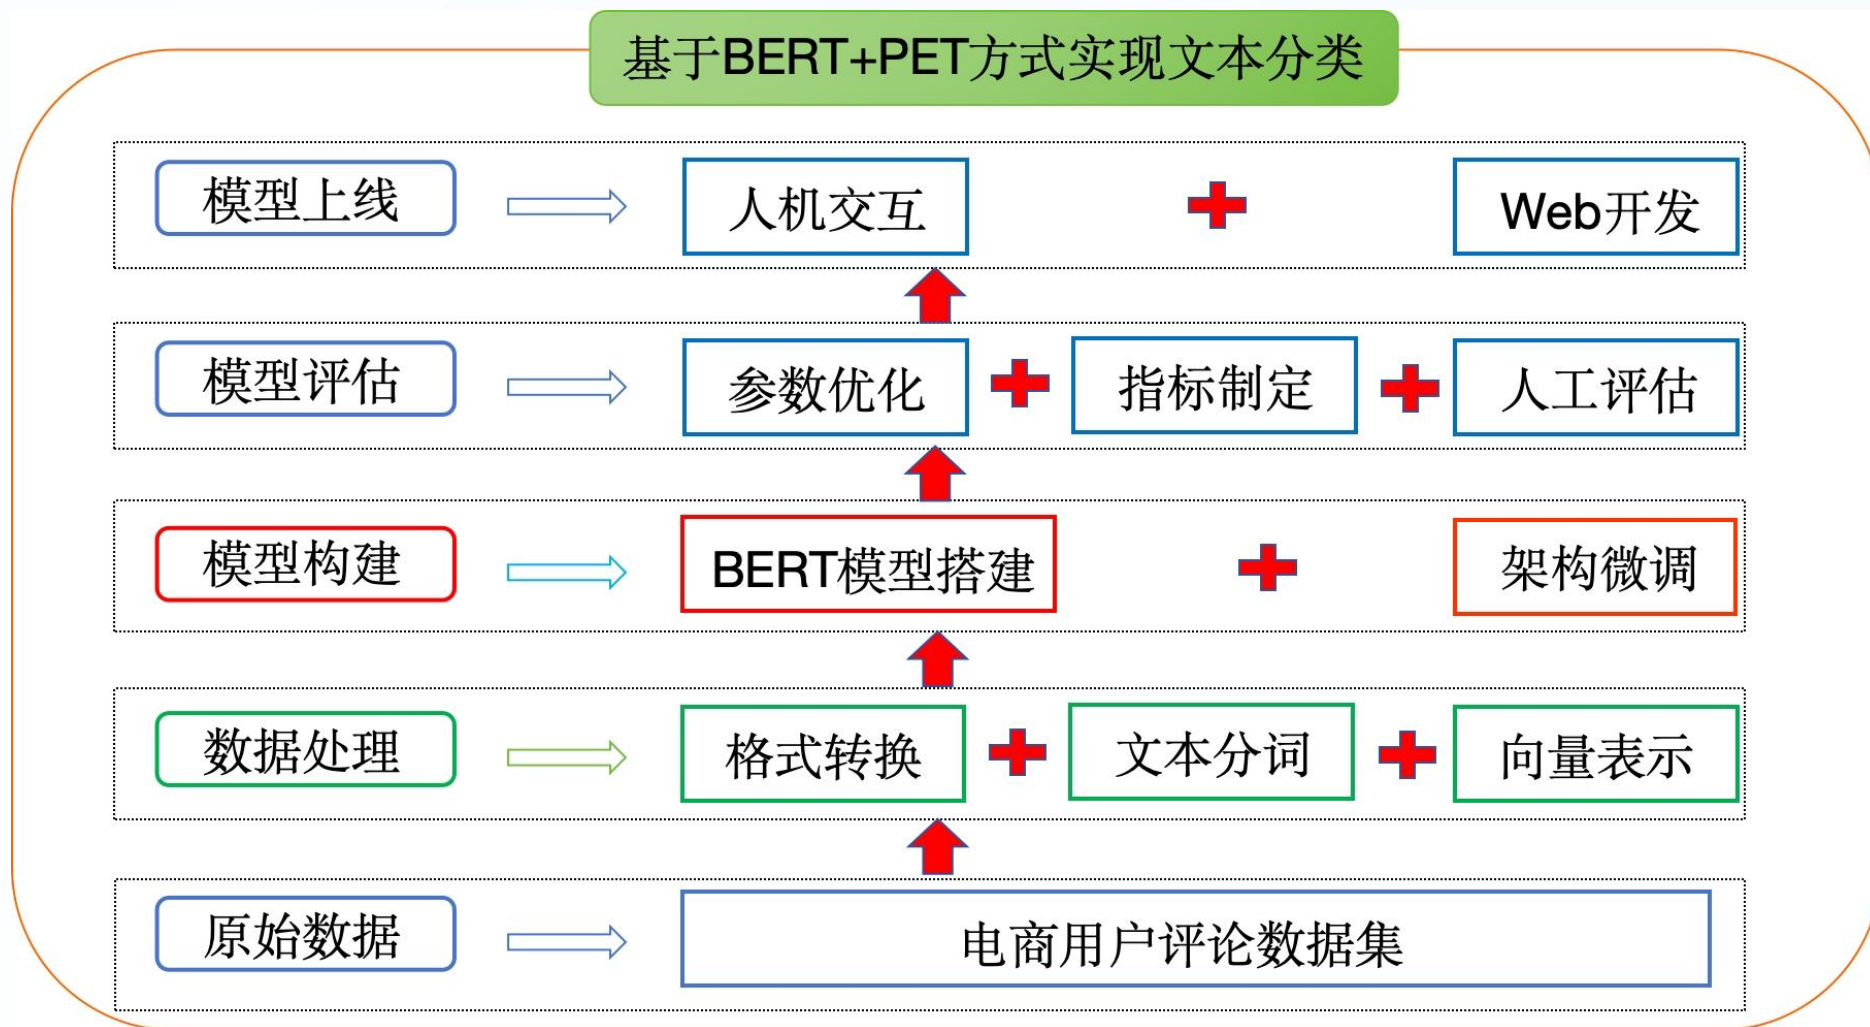 基于BERT+PET方式实现文本分类
模型上线 人机交互 Web开发
模型评估 参数优化 指标制定 人工评估
模型构建 BERT模型搭建 架构微调
数据处理 格式转换 文本分词 向量表示
原始数据 电商用户评论数据集